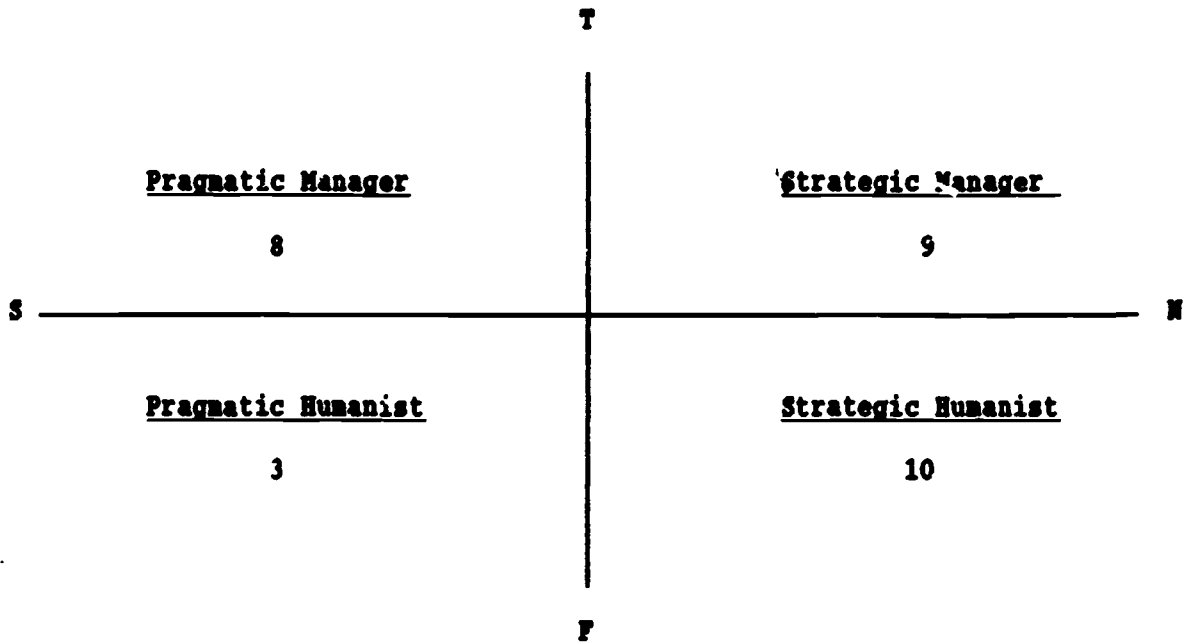 T
Pragmatic Manager Strategic Manager
8 9
S N
Pragmatic Humanist Strategic Humanist
3 10
F